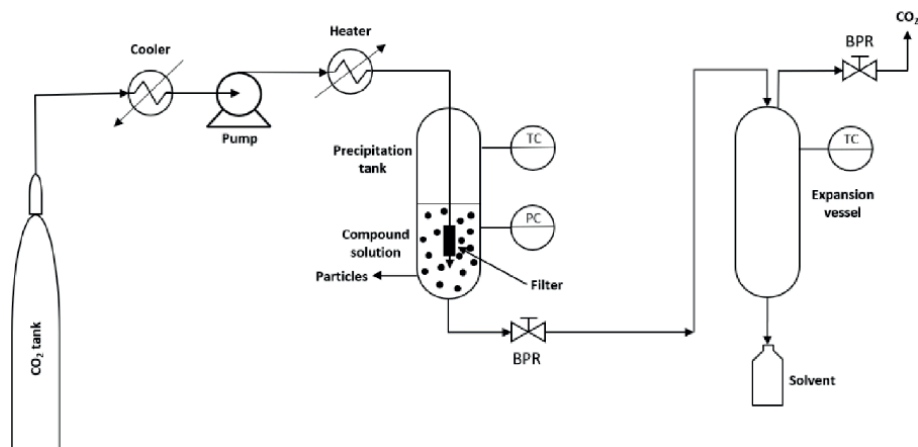 CO₂
Heater
BPR
Cooler
Pump
Precipitation
tank
TC
TC
Expansion
vessel
PC
Compound
solution
Particles
Filter
CO₂ tank
BPR
Solvent